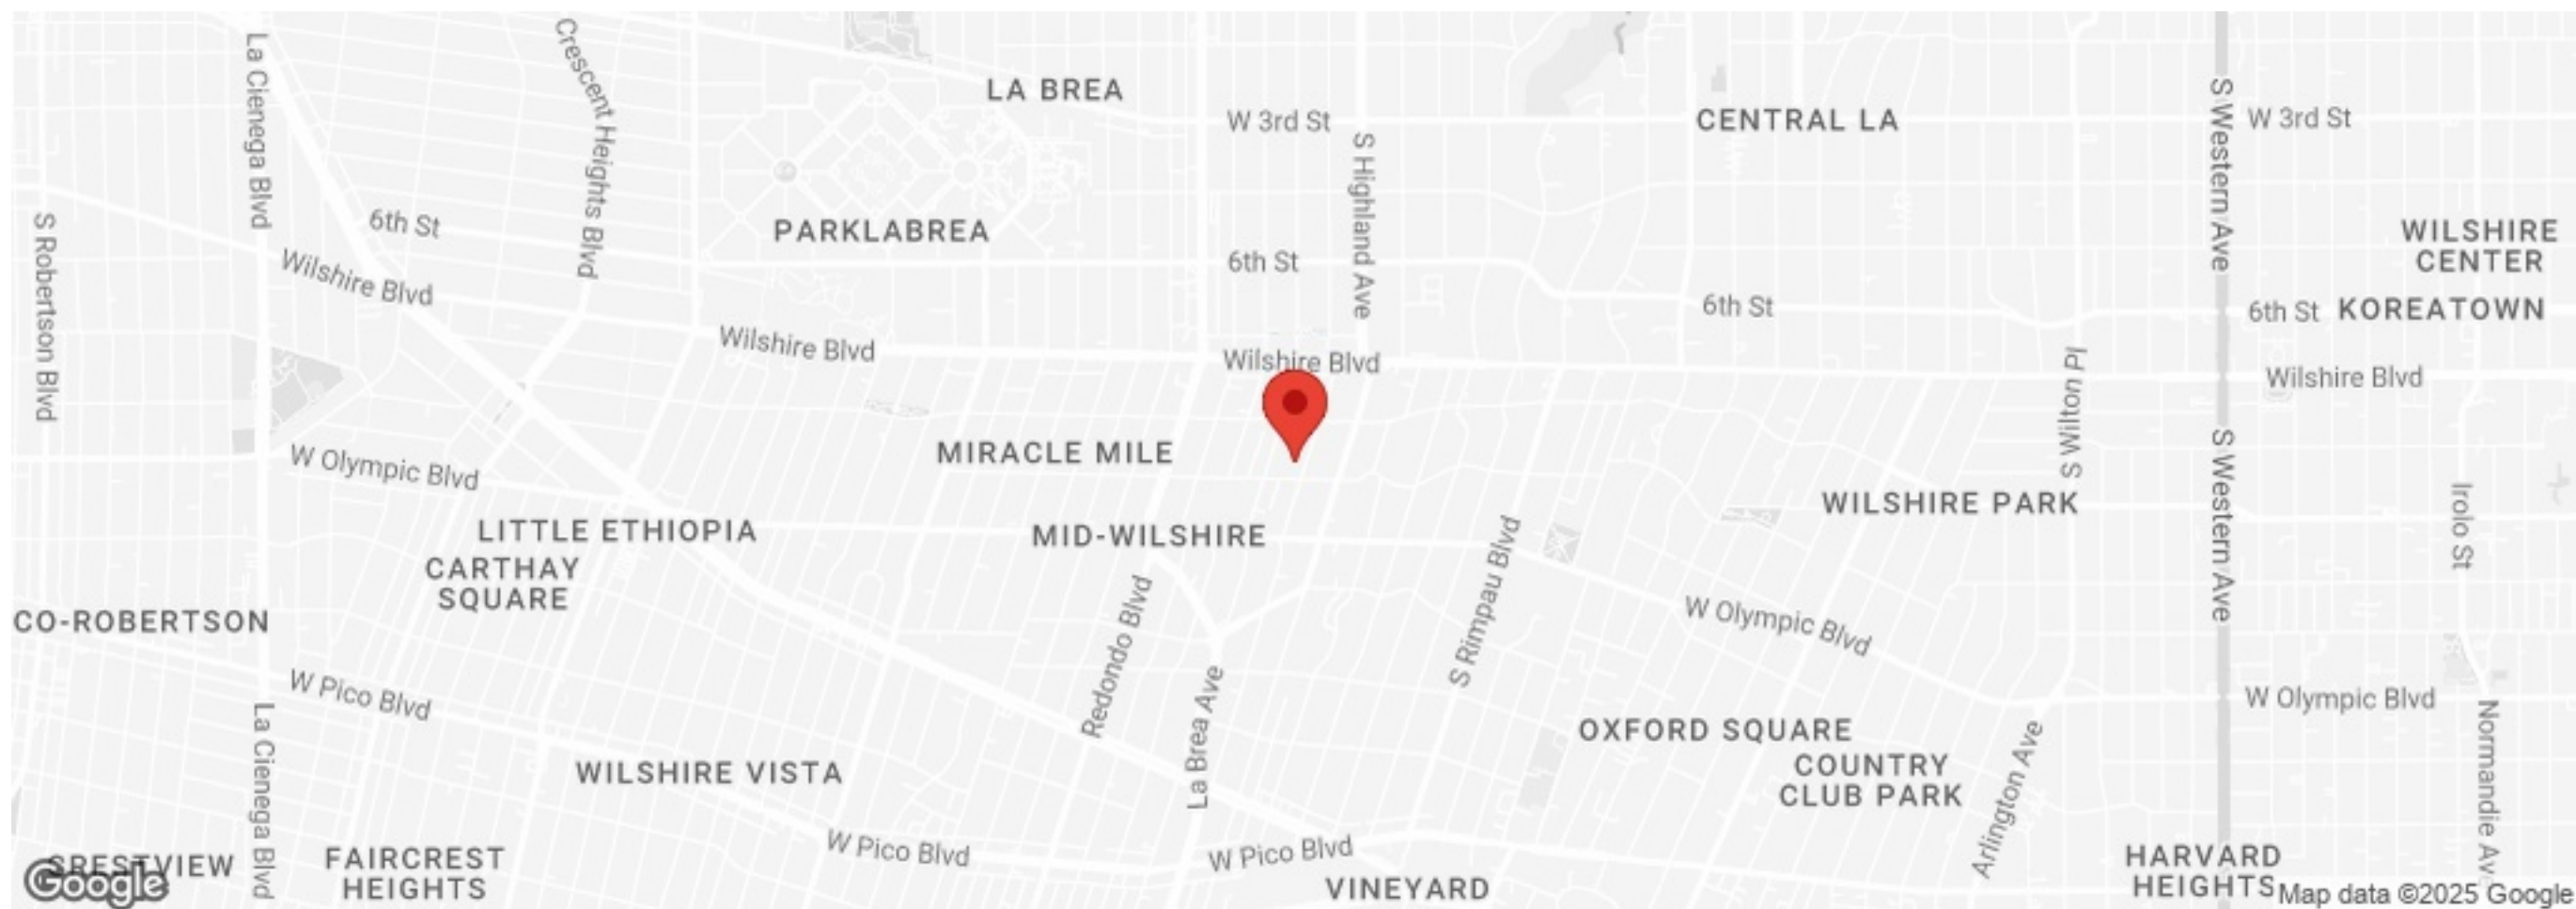 La Cienega Blvd
Crescent Heights Blvd
LA BREA
W 3rd St
CENTRAL LA
W 3rd St
S Western Ave
S Highland Ave
S Robertson Blvd
6th St
PARKLABREA
WILSHIRE
CENTER
Wilshire Blvd
6th St
6th St
6th St
KOREATOWN
Wilshire Blvd
Wilshire Blvd
Wilshire Blvd
S Wilton Pl
W Olympic Blvd
MIRACLE MILE
WILSHIRE PARK
S Western Ave
Irolo St
LITTLE ETHIOPIA
MID-WILSHIRE
CARTHAY
SQUARE
S Rimpau Blvd
Redondo Blvd
W Olympic Blvd
CO-ROBERTSON
W Pico Blvd
La Brea Ave
W Olympic Blvd
OXFORD SQUARE
COUNTRY
CLUB PARK
Arlington Ave
Normandie Av
WILSHIRE VISTA
La Cienega Blvd
W Pico Blvd
W Pico Blvd
FAIRCREST
HEIGHTS
VINEYARD
HARVARD
HEIGHTS
Google
Map data ©2025 Google